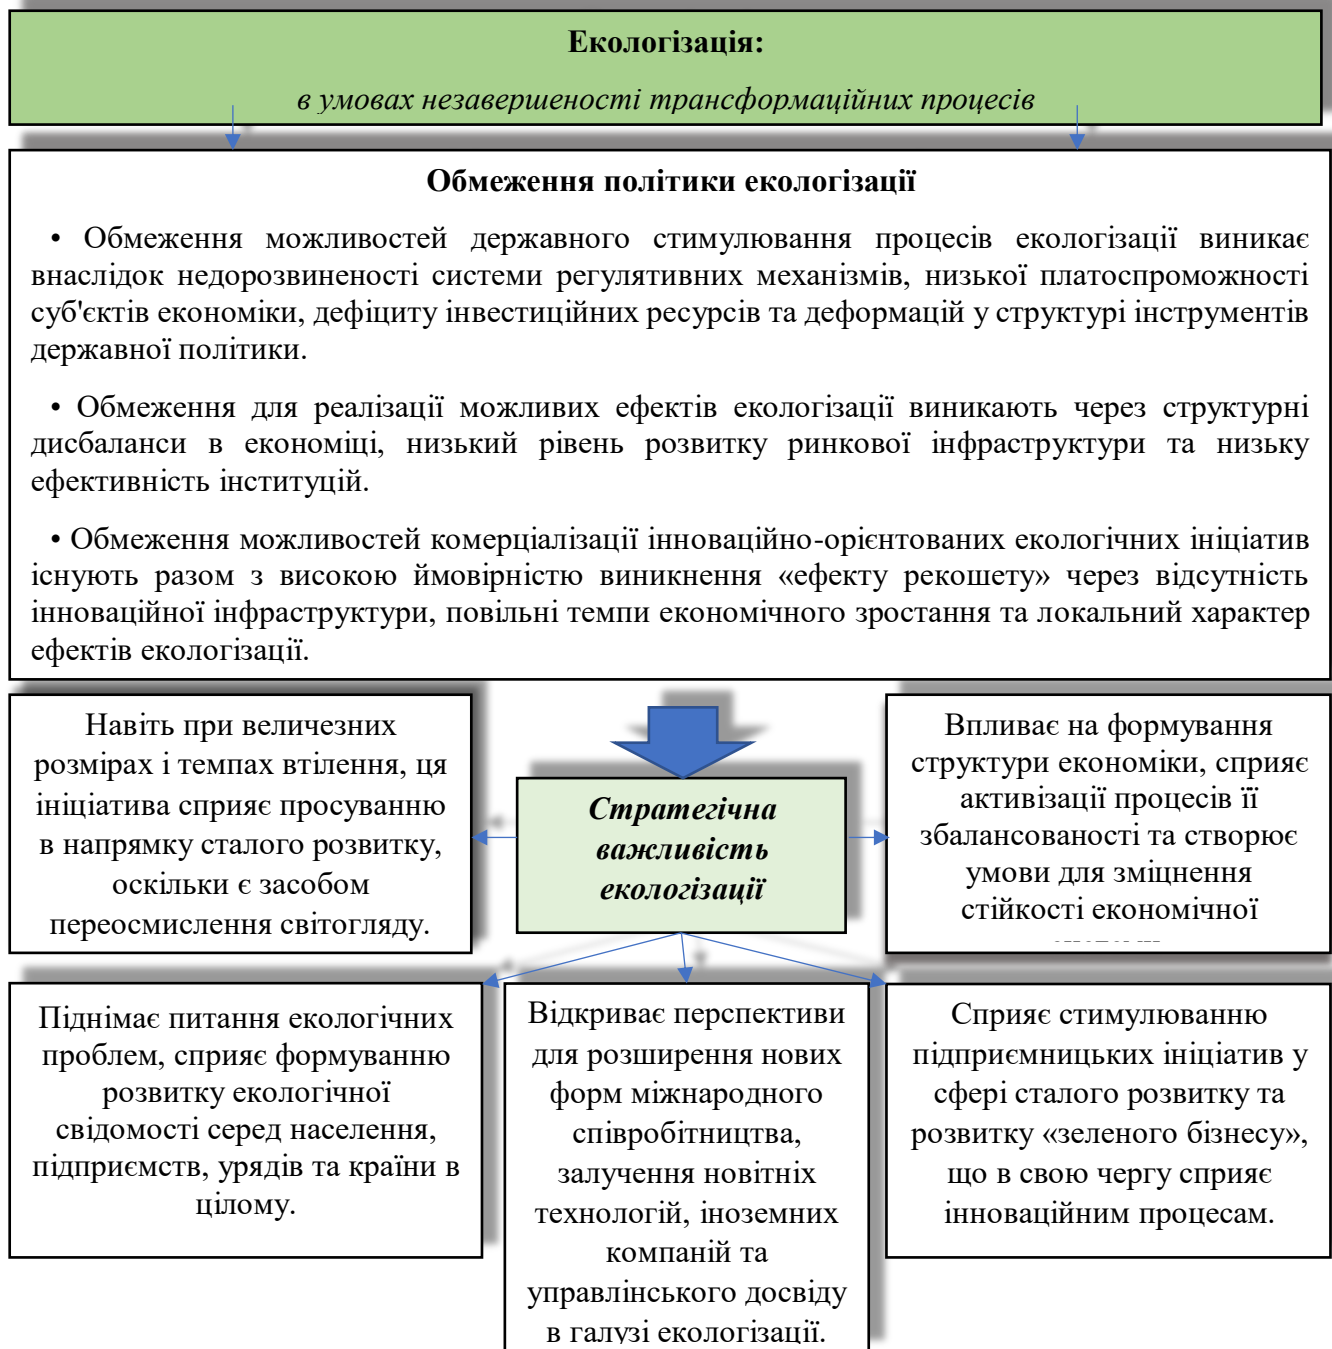 Екологізація:
в умовах незавершеності трансформаційних процесів
Обмеження політики екологізації
• Обмеження можливостей державного стимулювання процесів екологізації виникає
внаслідок недорозвиненості системи регулятивних механізмів, низької платоспроможності
суб'єктів економіки, дефіциту інвестиційних ресурсів та деформацій у структурі інструментів
державної політики.
• Обмеження для реалізації можливих ефектів екологізації виникають через структурні
дисбаланси в економіці, низький рівень розвитку ринкової інфраструктури та низьку
ефективність інституцій.
• Обмеження можливостей комерціалізації інноваційно-орієнтованих екологічних ініціатив
існують разом з високою ймовірністю виникнення «ефекту рекошету» через відсутність
інноваційної інфраструктури, повільні темпи економічного зростання та локальний характер
ефектів екологізації.
Навіть при величезних
розмірах і темпах втілення, ця
ініціатива сприяє просуванню
в напрямку сталого розвитку,
оскільки є засобом
переосмислення світогляду.
Стратегічна
важливість
екологізації
Впливає на формування
структури економіки, сприяє
активізації процесів її
збалансованості та створює
умови для зміцнення
стійкості економічної
Піднімає питання екологічних
проблем, сприяє формуванню
розвитку екологічної
свідомості серед населення,
підприємств, урядів та країни в
цілому.
Відкриває перспективи
для розширення нових
форм міжнародного
співробітництва,
залучення новітніх
технологій, іноземних
компаній та
управлінського досвіду
в галузі екологізації.
Сприяє стимулюванню
підприємницьких ініціатив у
сфері сталого розвитку та
розвитку «зеленого бізнесу»,
що в свою чергу сприяє
інноваційним процесам.